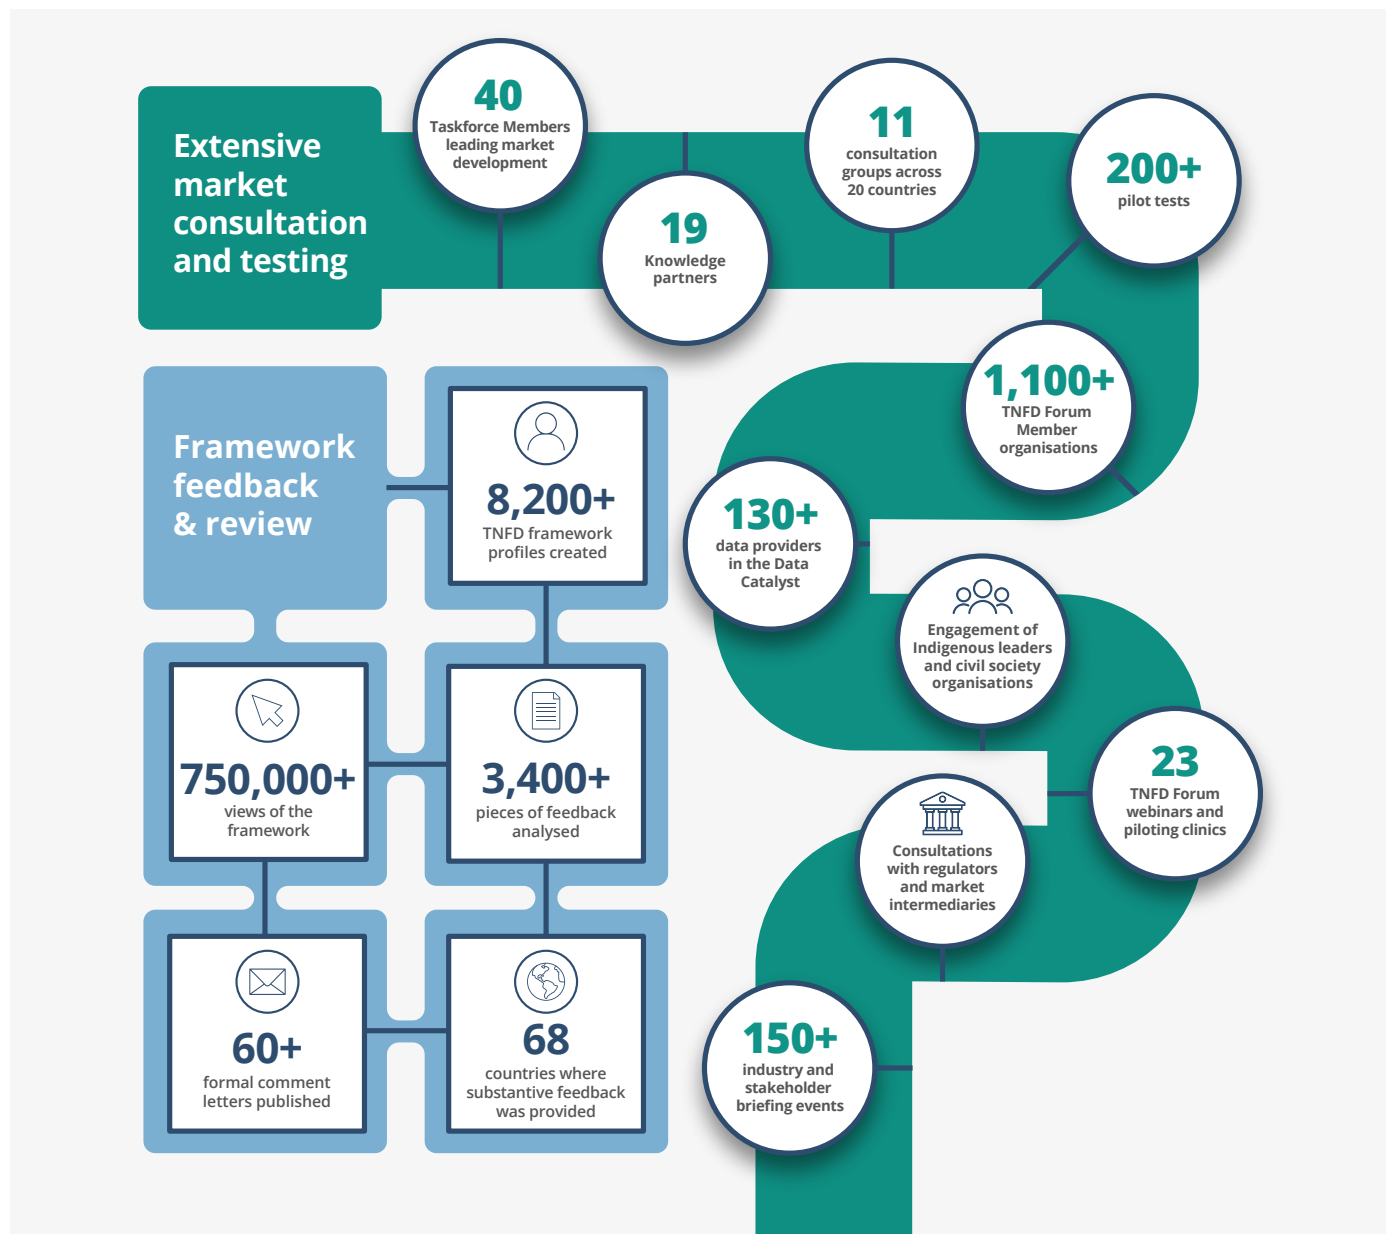 Extensive
market
consultation
and testing
40
Taskforce Members
leading market
development
19
Knowledge
partners
11
consultation
groups across
20 countries
200+
pilot tests
1,100+
TNFD Forum
Member
organisations
130+
data providers
in the Data
Catalyst
Engagement of
Indigenous leaders
and civil society
organisations
23
TNFD Forum
webinars and
piloting clinics
Consultations
with regulators
and market
intermediaries
150+
industry and
stakeholder
briefing events
Framework
feedback
& review
8,200+
TNFD framework
profiles created
750,000+
views of the
framework
3,400+
pieces of feedback
analysed
60+
formal comment
letters published
68
countries where
substantive feedback
was provided